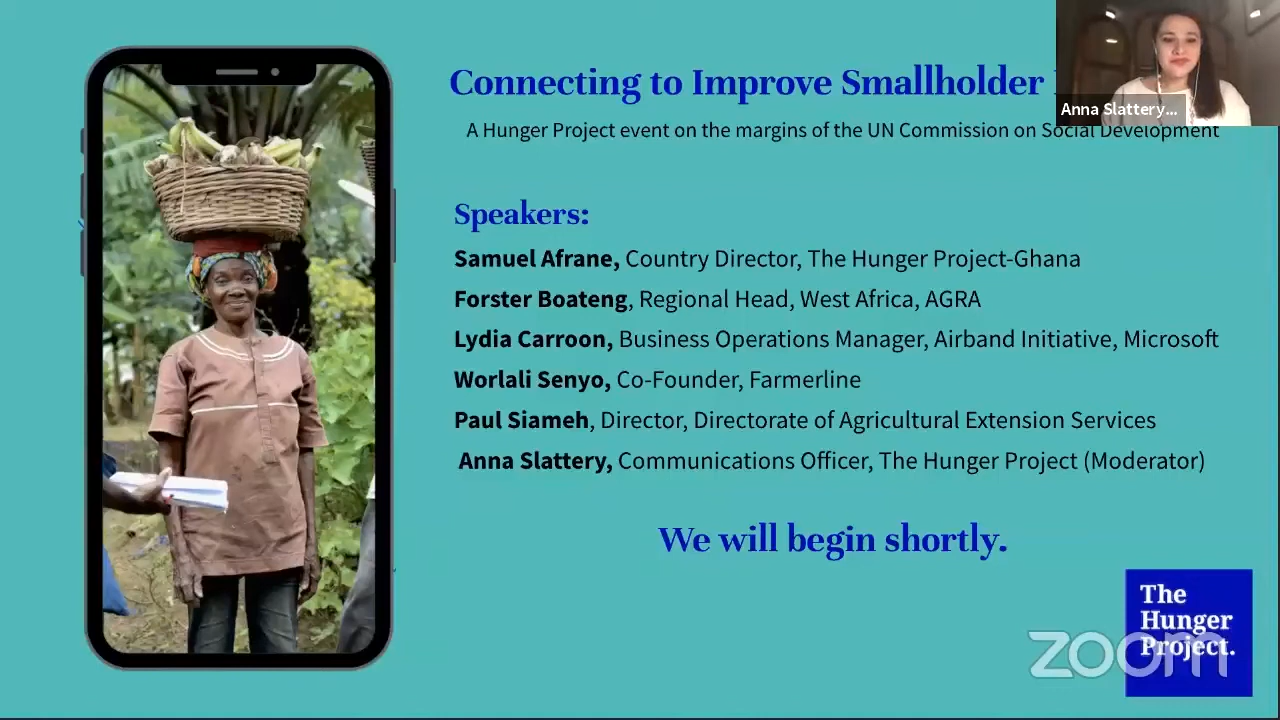 Connecting to Improve Smallholder
A Hunger Project event on the margins of the UN Commission on Social Development
Anna Slattery...
Speakers:
Samuel Afrane, Country Director, The Hunger Project-Ghana
Forster Boateng, Regional Head, West Africa, AGRA
Lydia Carroon, Business Operations Manager, Airband Initiative, Microsoft
Worlali Senyo, Co-Founder, Farmerline
Paul Siameh, Director, Directorate of Agricultural Extension Services
Anna Slattery, Communications Officer, The Hunger Project (Moderator)
We will begin shortly.
The
Hunger
Project.
zoom